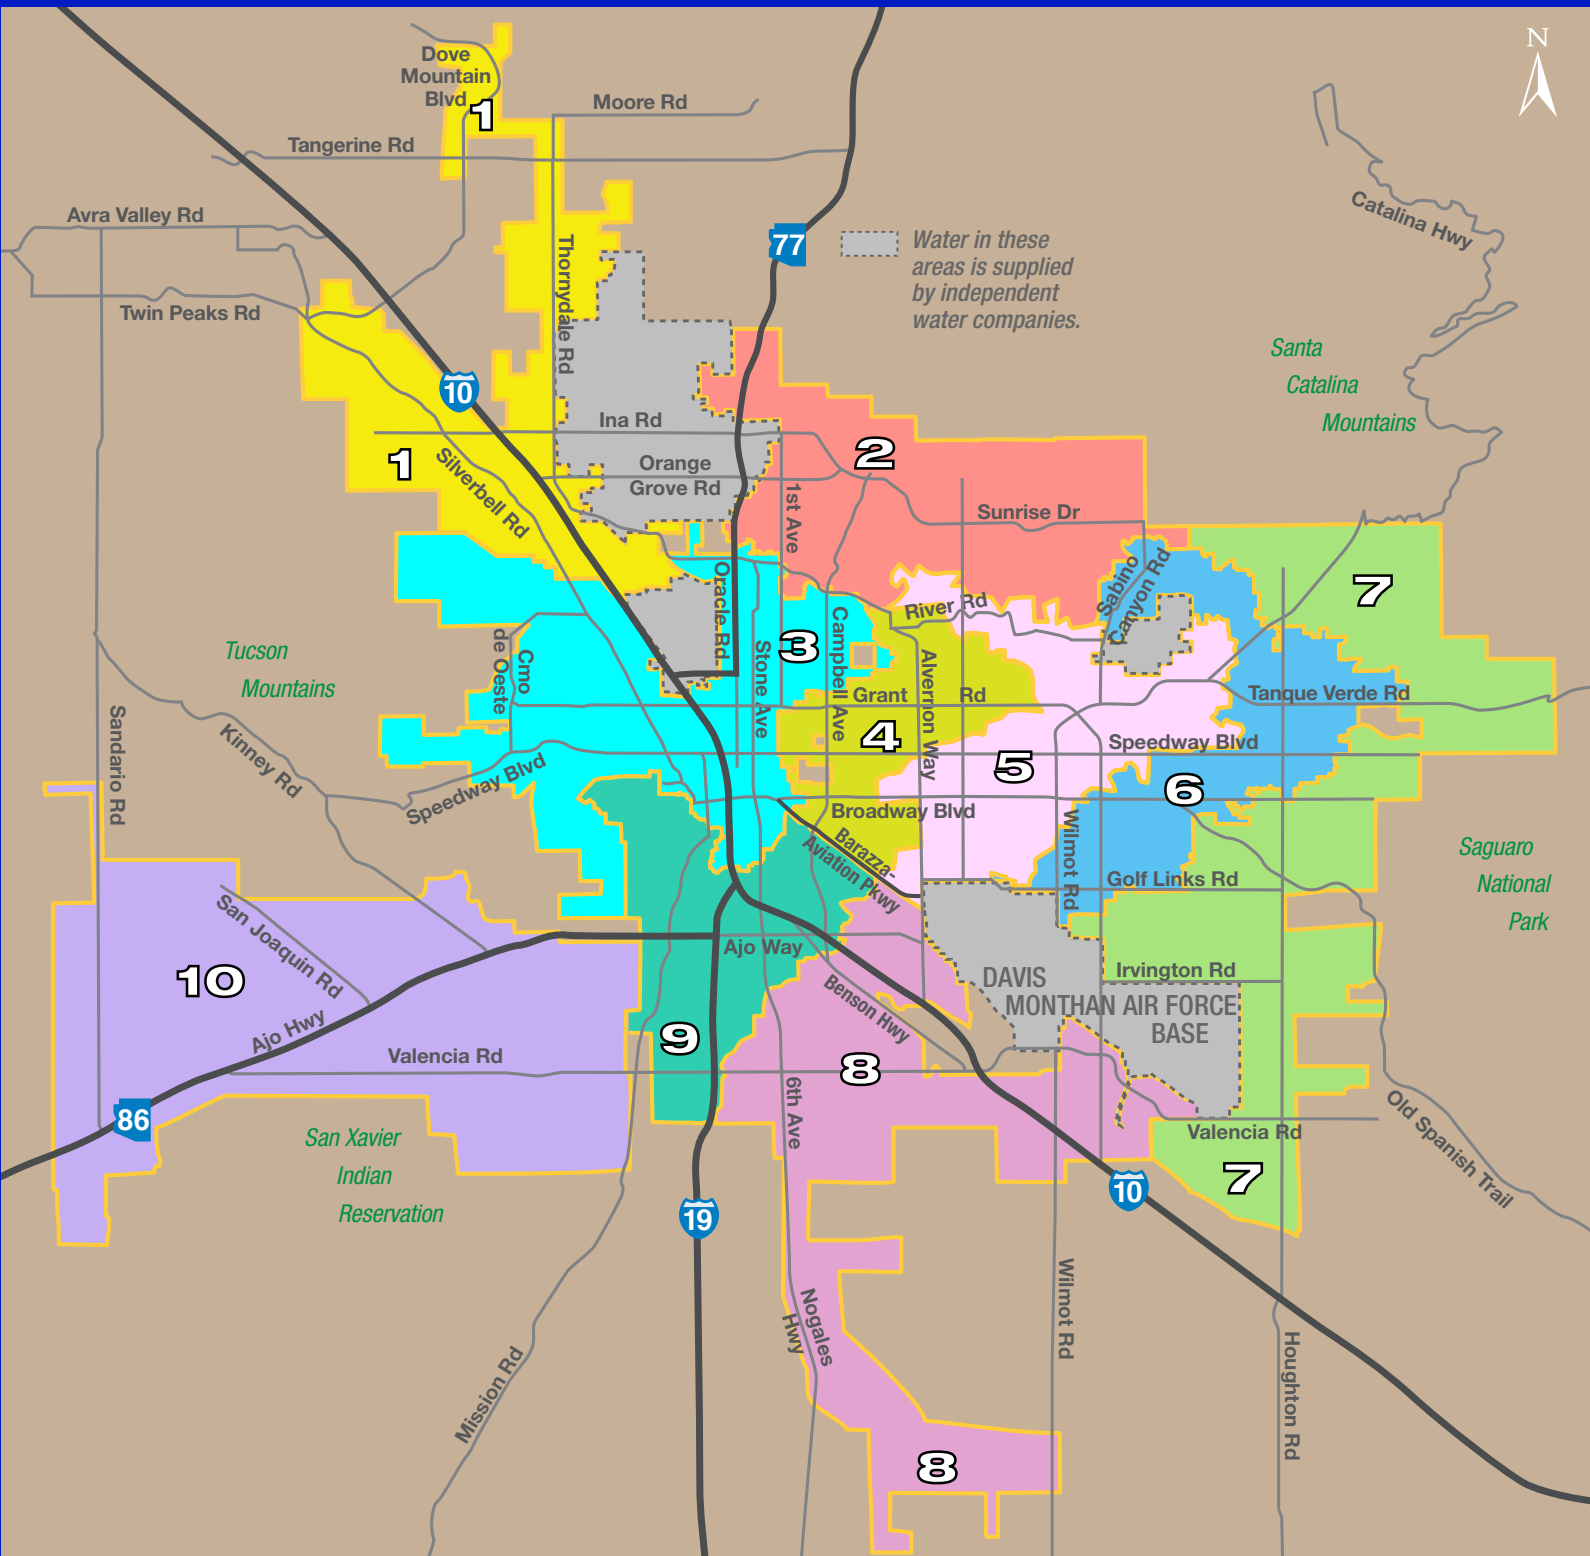 N
Dove
Mountain
Blvd
1
Moore Rd
Tangerine Rd
Avra Valley Rd
Twin Peaks Rd
Thornydale Rd
77
Water in these
areas is supplied
by independent
water companies.
Catalina Hwy
Santa
Catalina
Mountains
10
Ina Rd
Orange
Grove Rd
1
Silverbell Rd
2
1st Ave
Sunrise Dr
Oracle Rd
River Rd
Sabino
Canyon Rd
7
Tucson
Mountains
Cmo
de Oeste
Stone Ave
3
Campbell Ave
Alvernon Way
Grant Rd
Tanque Verde Rd
4
5
Speedway Blvd
6
Sandario Rd
Kinney Rd
Speedway Blvd
Broadway Blvd
Barazza-
Aviation Pkwy
Wilmot Rd
Golf Links Rd
Saguaro
National
Park
San Joaquin Rd
10
Ajo Way
Irvington Rd
DAVIS
MONTHAN AIR FORCE
BASE
Benson Hwy
Ajo Hwy
9
Valencia Rd
8
86
6th Ave
San Xavier
Indian
Reservation
Valencia Rd
Old Spanish Trail
7
10
19
Nogales
Hwy
Wilmot Rd
Houghton Rd
Mission Rd
8